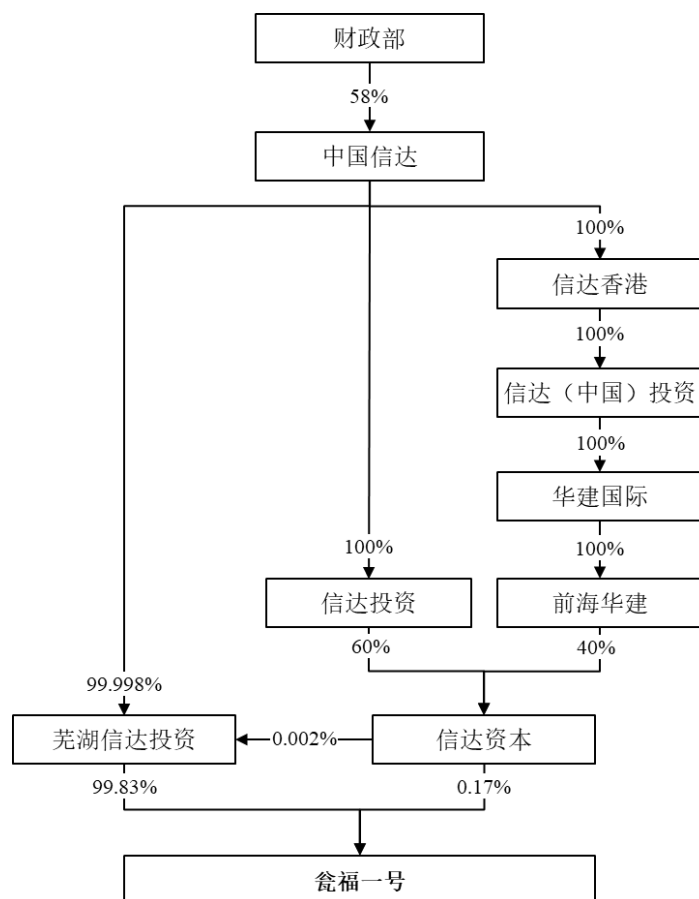 财政部
58%
中国信达
100%
信达香港
100%
信达（中国）投资
100%
华建国际
100%
100%
信达投资
前海华建
60%
40%
99.998%
芜湖信达投资
0.002%
信达资本
99.83%
0.17%
瓮福一号